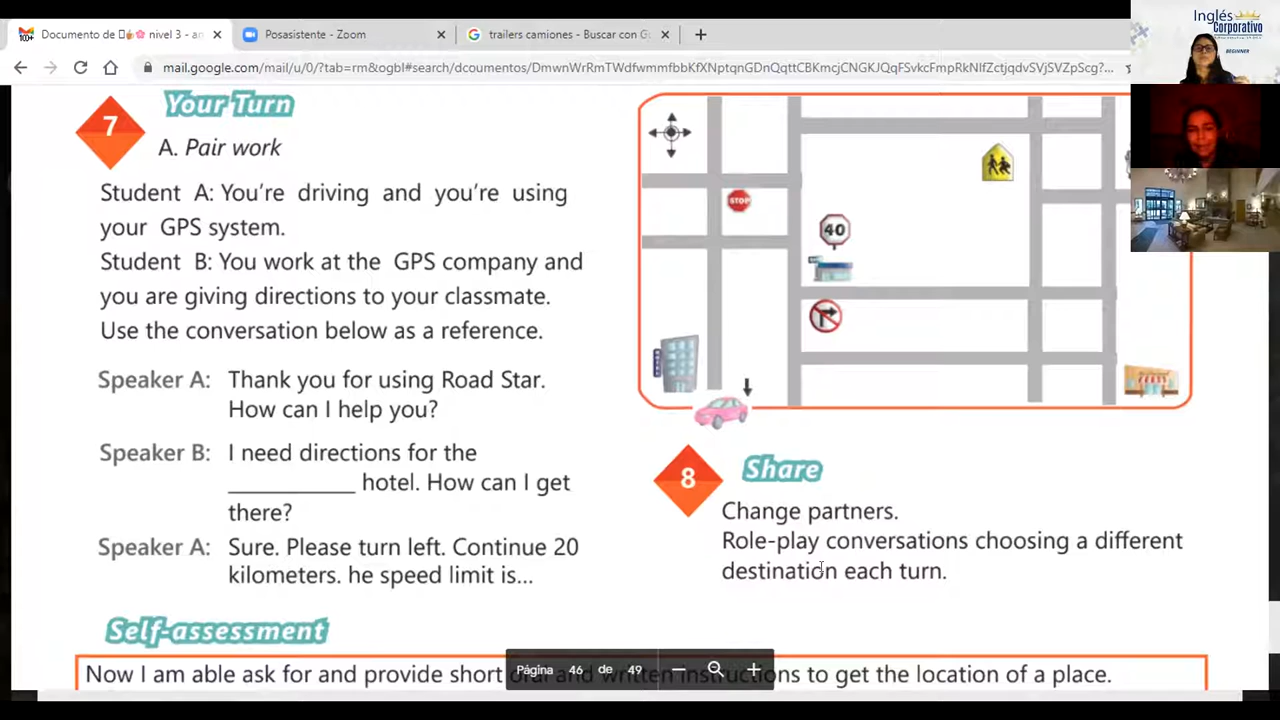 Documento de 🌸 nivel 3 - an
Posasistente - Zoom
trailers camiones - Buscar con G
mail.google.com/mail/u/0/?tab=rm&ogbl#search/dcoumentos/DmwnWrRmTWdfwmmfbbKfXNptqnGDnQqttCBKmcjCNGKJQqFSvkcFmpRkNlfZctjqdvSVjSVZpScg?...
Inglés
Corporativo
BEGINNER
7
Your Turn
A. Pair work
Student A: You're driving and you're using
your GPS system.
Student B: You work at the GPS company and
you are giving directions to your classmate.
Use the conversation below as a reference.
Speaker A: Thank you for using Road Star.
How can I help you?
Speaker B: I need directions for the
____________ hotel. How can I get
there?
Speaker A: Sure. Please turn left. Continue 20
kilometers. he speed limit is...
STOP
40
8
Share
Change partners.
Role-play conversations choosing a different
destination each turn.
Self-assessment
Now I am able ask for and provide short oral and written instructions to get the location of a place.
Página 46 de 49